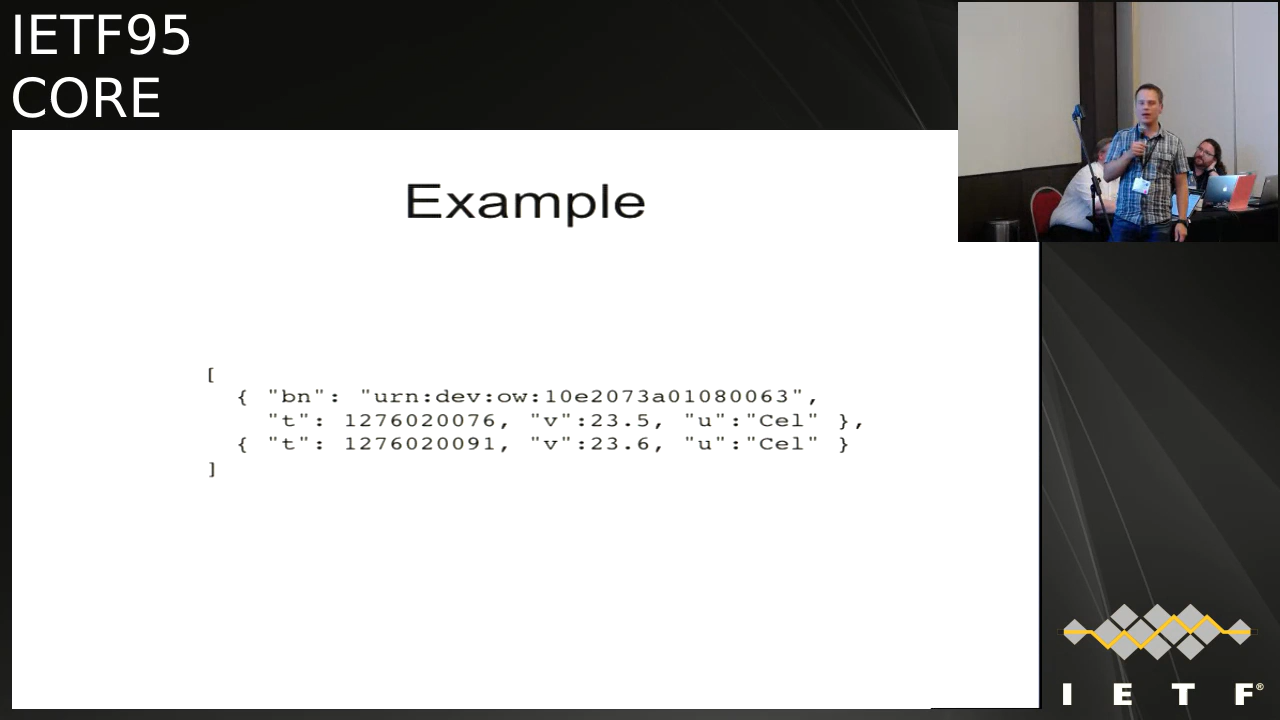 IETF95
CORE
Example
[
{ "bn": "urn:dev:ow:10e2073a01080063",
"t": 1276020076, "v":23.5, "u":"Cel" },
{ "t": 1276020091, "v":23.6, "u":"Cel" }
]
I E T F®